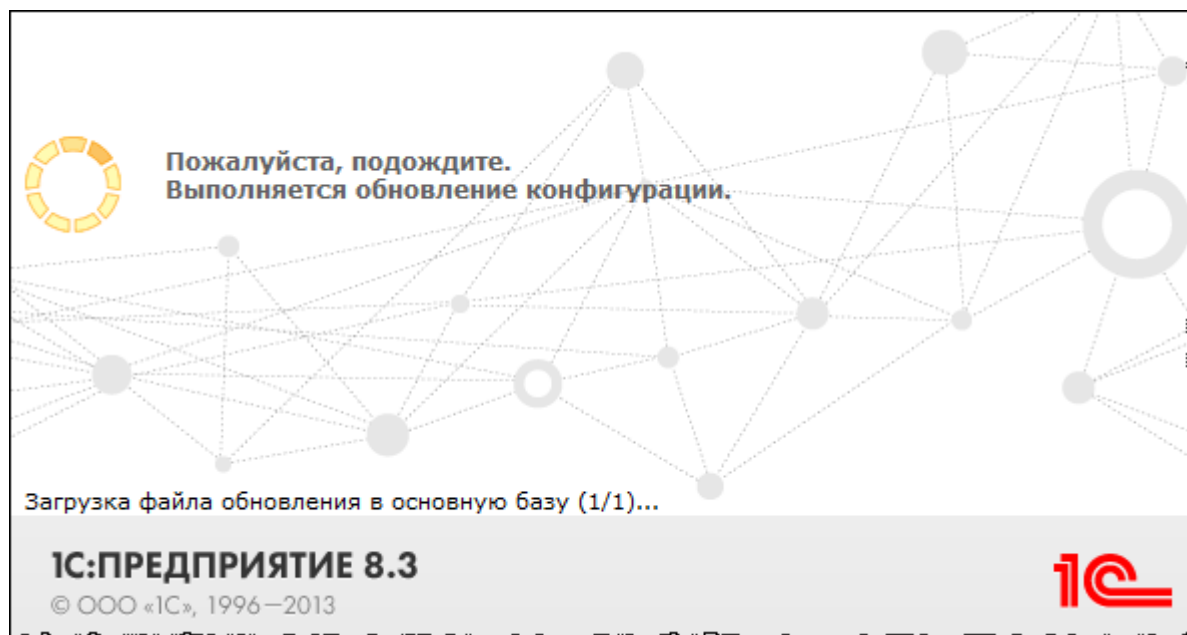 Пожалуйста, подождите.
Выполняется обновление конфигурации.
Загрузка файла обновления в основную базу (1/1)...
1С:ПРЕДПРИЯТИЕ 8.3
1С
© ООО «1С», 1996—2013